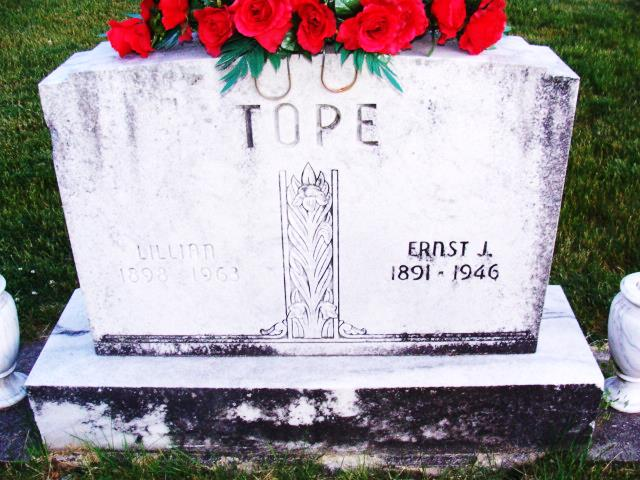 TOPE
LILLIAN
1898 - 1963
ERNST J.
1891 - 1946